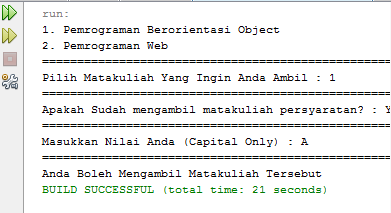 run:
1. Pemrograman Berorientasi Object
2. Pemrograman Web
==================================================
Pilih Matakuliah Yang Ingin Anda Ambil : 1
==================================================
Apakah Sudah mengambil matakuliah persyaratan? : Y
==================================================
Masukkan Nilai Anda (Capital Only) : A
==================================================
Anda Boleh Mengambil Matakuliah Tersebut
BUILD SUCCESSFUL (total time: 21 seconds)